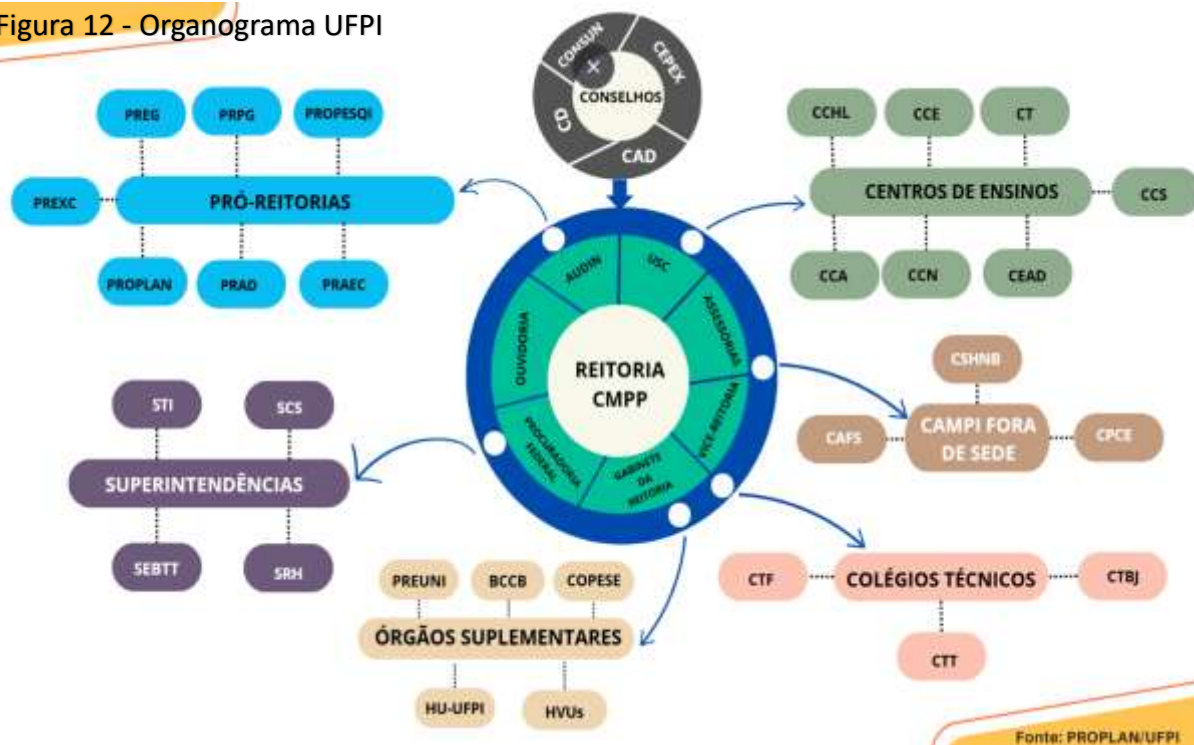 Figura 12 - Organograma UFPI
CONSUN
CEPEX
CD
CAD
CONSELHOS
PREG
PRPG
PROPESQI
PREXC
PRÓ-REITORIAS
PROPLAN
PRAD
PRAEC
CCHL
CCE
CT
CENTROS DE ENSINOS
CCS
CCA
CCN
CEAD
AUDIN
USC
OUVIDORIA
ASSESSORIAS
REITORIA
CMPP
PROCURADORIA
FEDERAL
GABINETE
DA
REITORIA
VICE-REITORIA
CSHNB
CAFS
CAMPI FORA
DE SEDE
CPCE
STI
SCS
SUPERINTENDÊNCIAS
SEBTT
SRH
PREUNI
BCCB
COPESE
ÓRGÃOS SUPLEMENTARES
HU-UFPI
HVUs
CTF
COLÉGIOS TÉCNICOS
CTBJ
CTT
Fonte: PROPLAN/UFPI